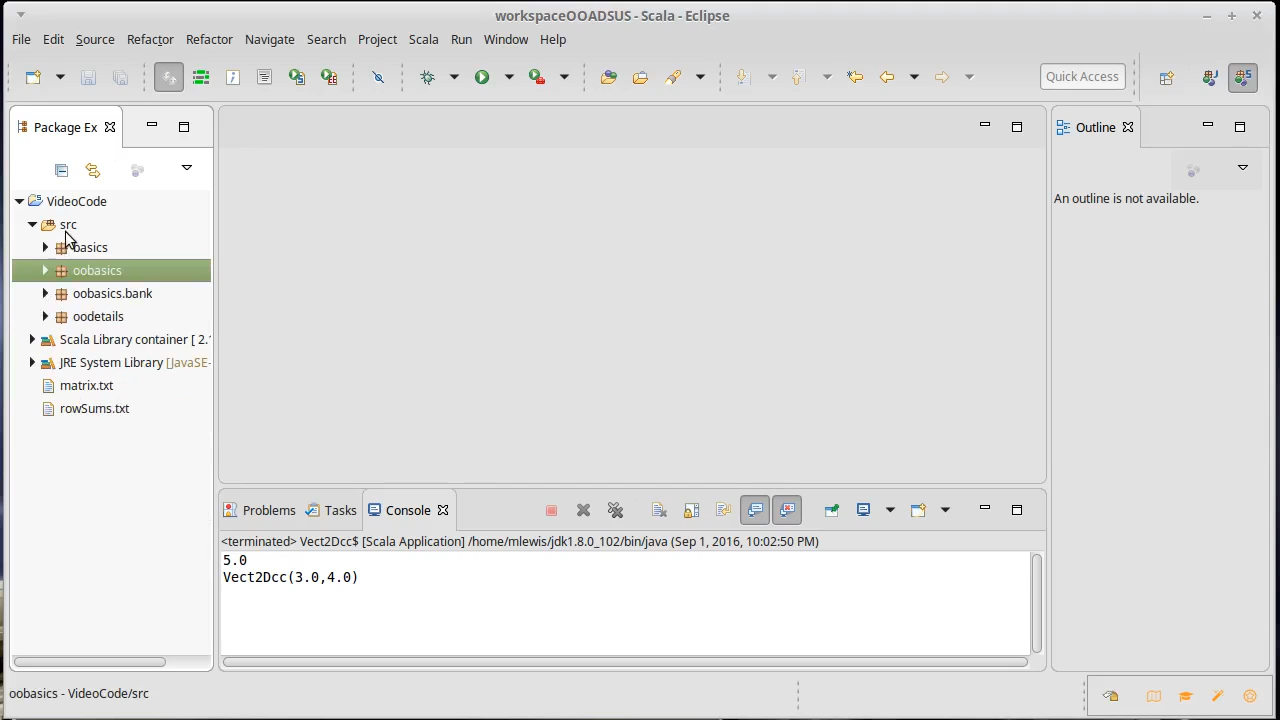 workspaceOOADSUS - Scala - Eclipse
File Edit Source Refactor Refactor Navigate Search Project Scala Run Window Help
Quick Access
Package Ex
Outline
VideoCode
An outline is not available.
src
basics
oobasics
oobasics.bank
oodetails
Scala Library container [ 2.
JRE System Library [JavaSE-
matrix.txt
rowSums.txt
Problems Tasks Console
<terminated> Vect2Dcc$ [Scala Application] /home/mlewis/jdk1.8.0_102/bin/java (Sep 1, 2016, 10:02:50 PM)
5.0
Vect2Dcc(3.0,4.0)
oobasics - VideoCode/src